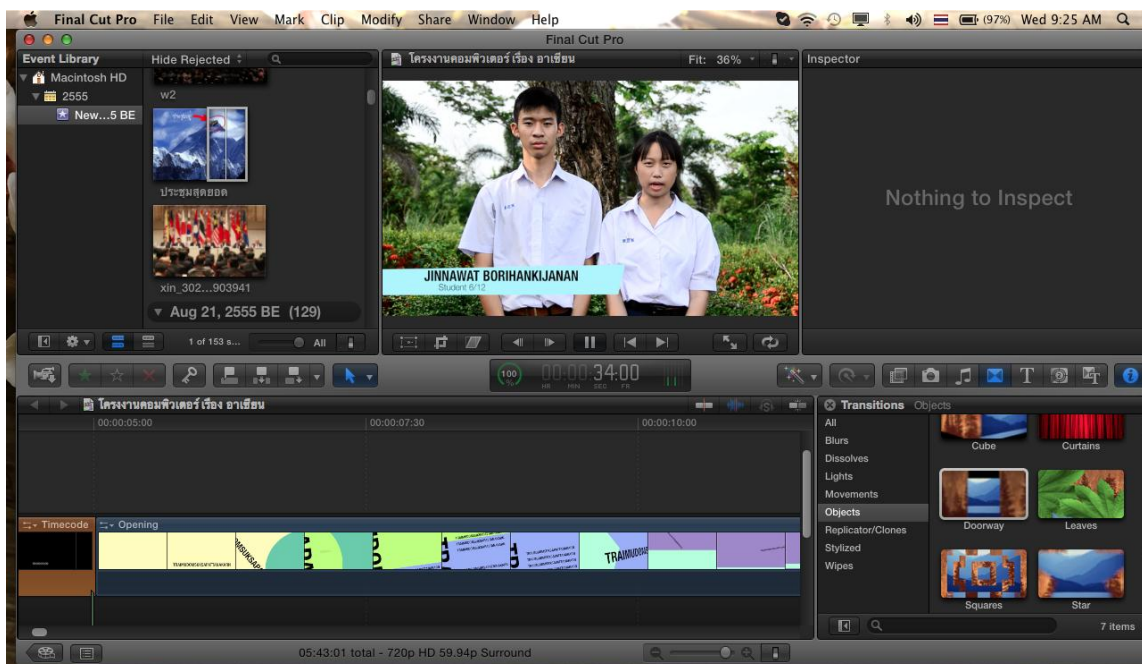 Final Cut Pro File Edit View Mark Clip Modify Share Window Help (97%) Wed 9:25 AM
Final Cut Pro
Event Library Hide Rejected
Macintosh HD
2555
New...5 BE
w2
ประชุมสุดยอด
xin_302...903941
Aug 21, 2555 BE (129)
1 of 153 s... All
โครงงานคอมพิวเตอร์ เรื่อง อาเซียน Fit: 36%
JINNAWAT BORIHANKIJANAN
Student 6/12
Inspector
Nothing to Inspect
100 % 00:00:34:00
HR MIN SEC FR
โครงงานคอมพิวเตอร์ เรื่อง อาเซียน
00:00:05:00 00:00:07:30 00:00:10:00
Timecode Opening
Transitions Objects
All
Blurs
Dissolves
Lights
Movements
Objects
Replicator/Clones
Stylized
Wipes
Cube Curtains
Doorway Leaves
Squares Star
7 items
05:43:01 total - 720p HD 59.94p Surround